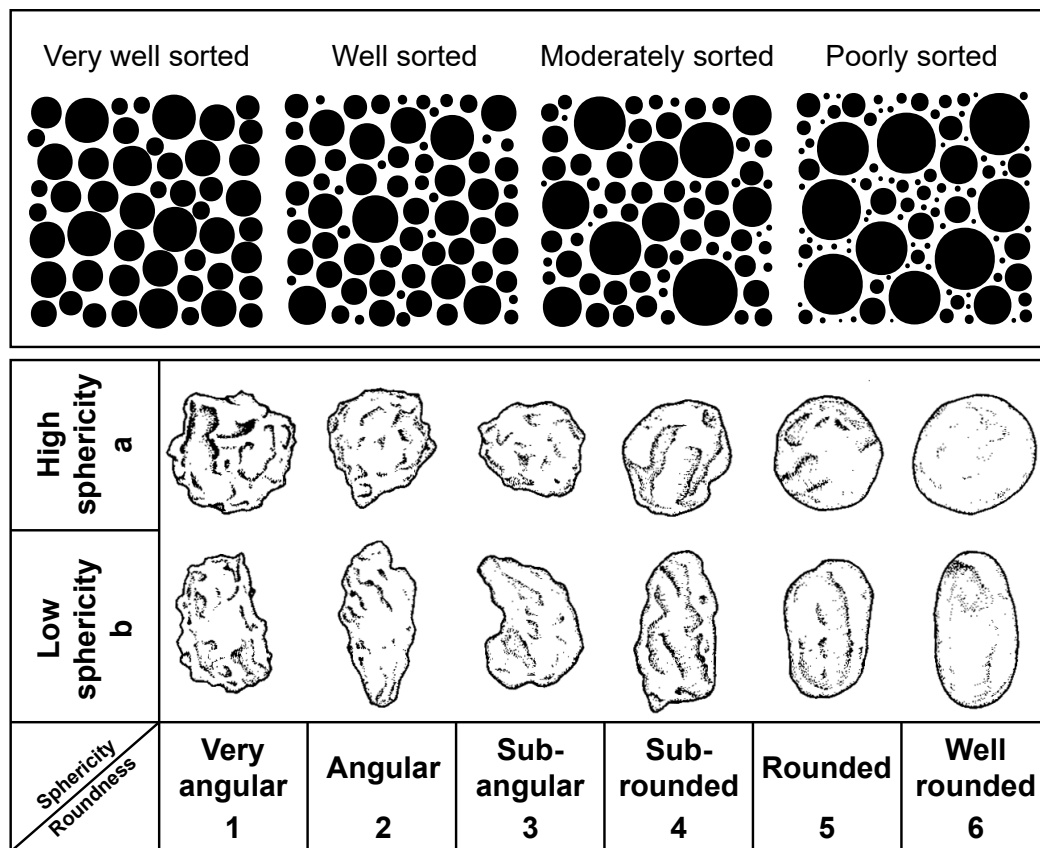 Very well sorted
Well sorted
Moderately sorted
Poorly sorted
High
sphericity
a
Low
sphericity
b
Sphericity
Roundness
Very
angular
1
Angular
2
Sub-
angular
3
Sub-
rounded
4
Rounded
5
Well
rounded
6